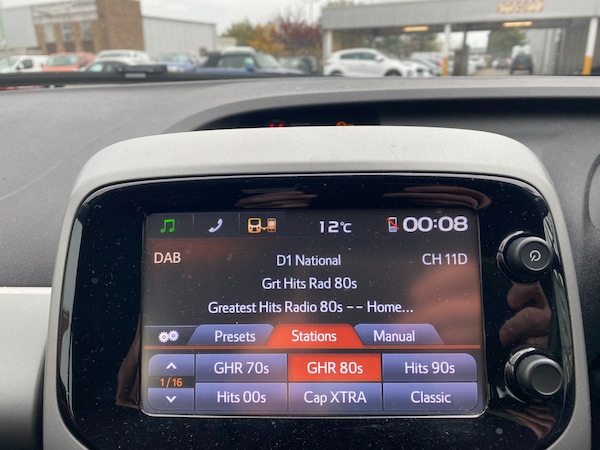 12°C 00:08
DAB D1 National CH 11D
Grt Hits Rad 80s
Greatest Hits Radio 80s -- Home...
Presets Stations Manual
GHR 70s GHR 80s Hits 90s
1/16
Hits 00s Cap XTRA Classic